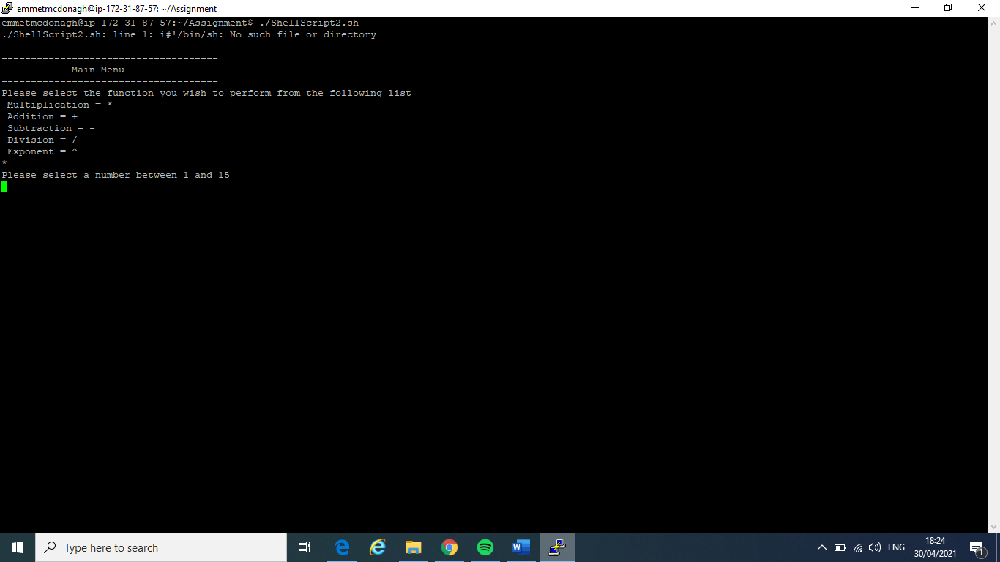 emmetmcdonagh@ip-172-31-87-57: ~/Assignment
emmetmcdonagh@ip-172-31-87-57:~/Assignment$ ./ShellScript2.sh
./ShellScript2.sh: line 1: i#!/bin/sh: No such file or directory
-------------------------------------
Main Menu
-------------------------------------
Please select the function you wish to perform from the following list
Multiplication = *
Addition = +
Subtraction = -
Division = /
Exponent = ^
*
Please select a number between 1 and 15
Type here to search
ENG
18:24
30/04/2021
1